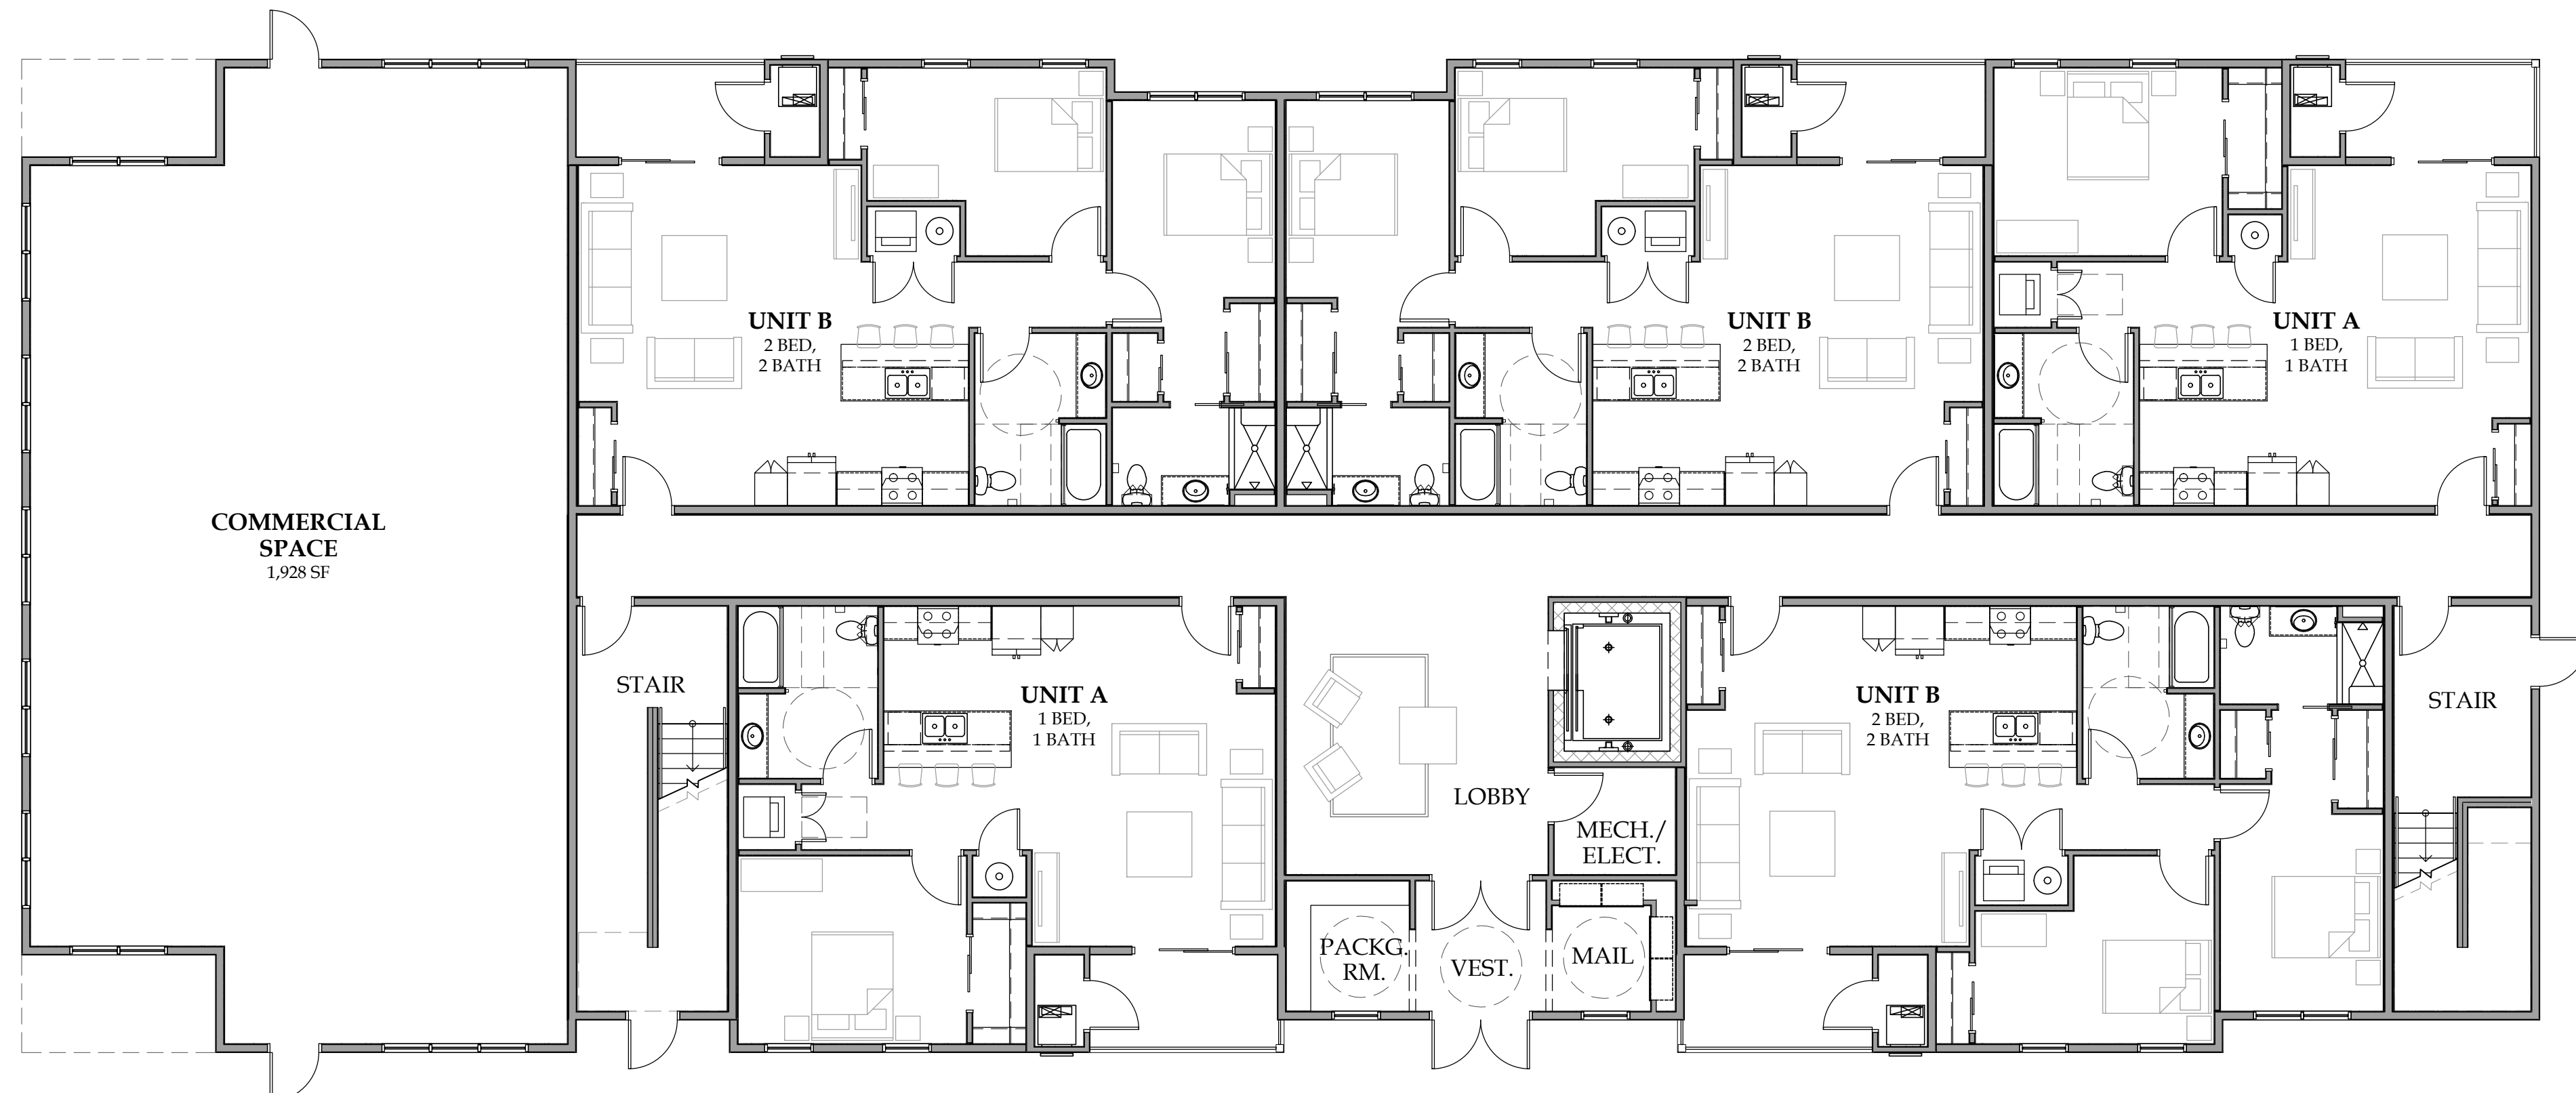 UNIT B
2 BED,
2 BATH
UNIT B
2 BED,
2 BATH
UNIT A
1 BED,
1 BATH
COMMERCIAL
SPACE
1,928 SF
STAIR
UNIT A
1 BED,
1 BATH
LOBBY
MECH./
ELECT.
UNIT B
2 BED,
2 BATH
STAIR
PACKG.
RM.
VEST.
MAIL